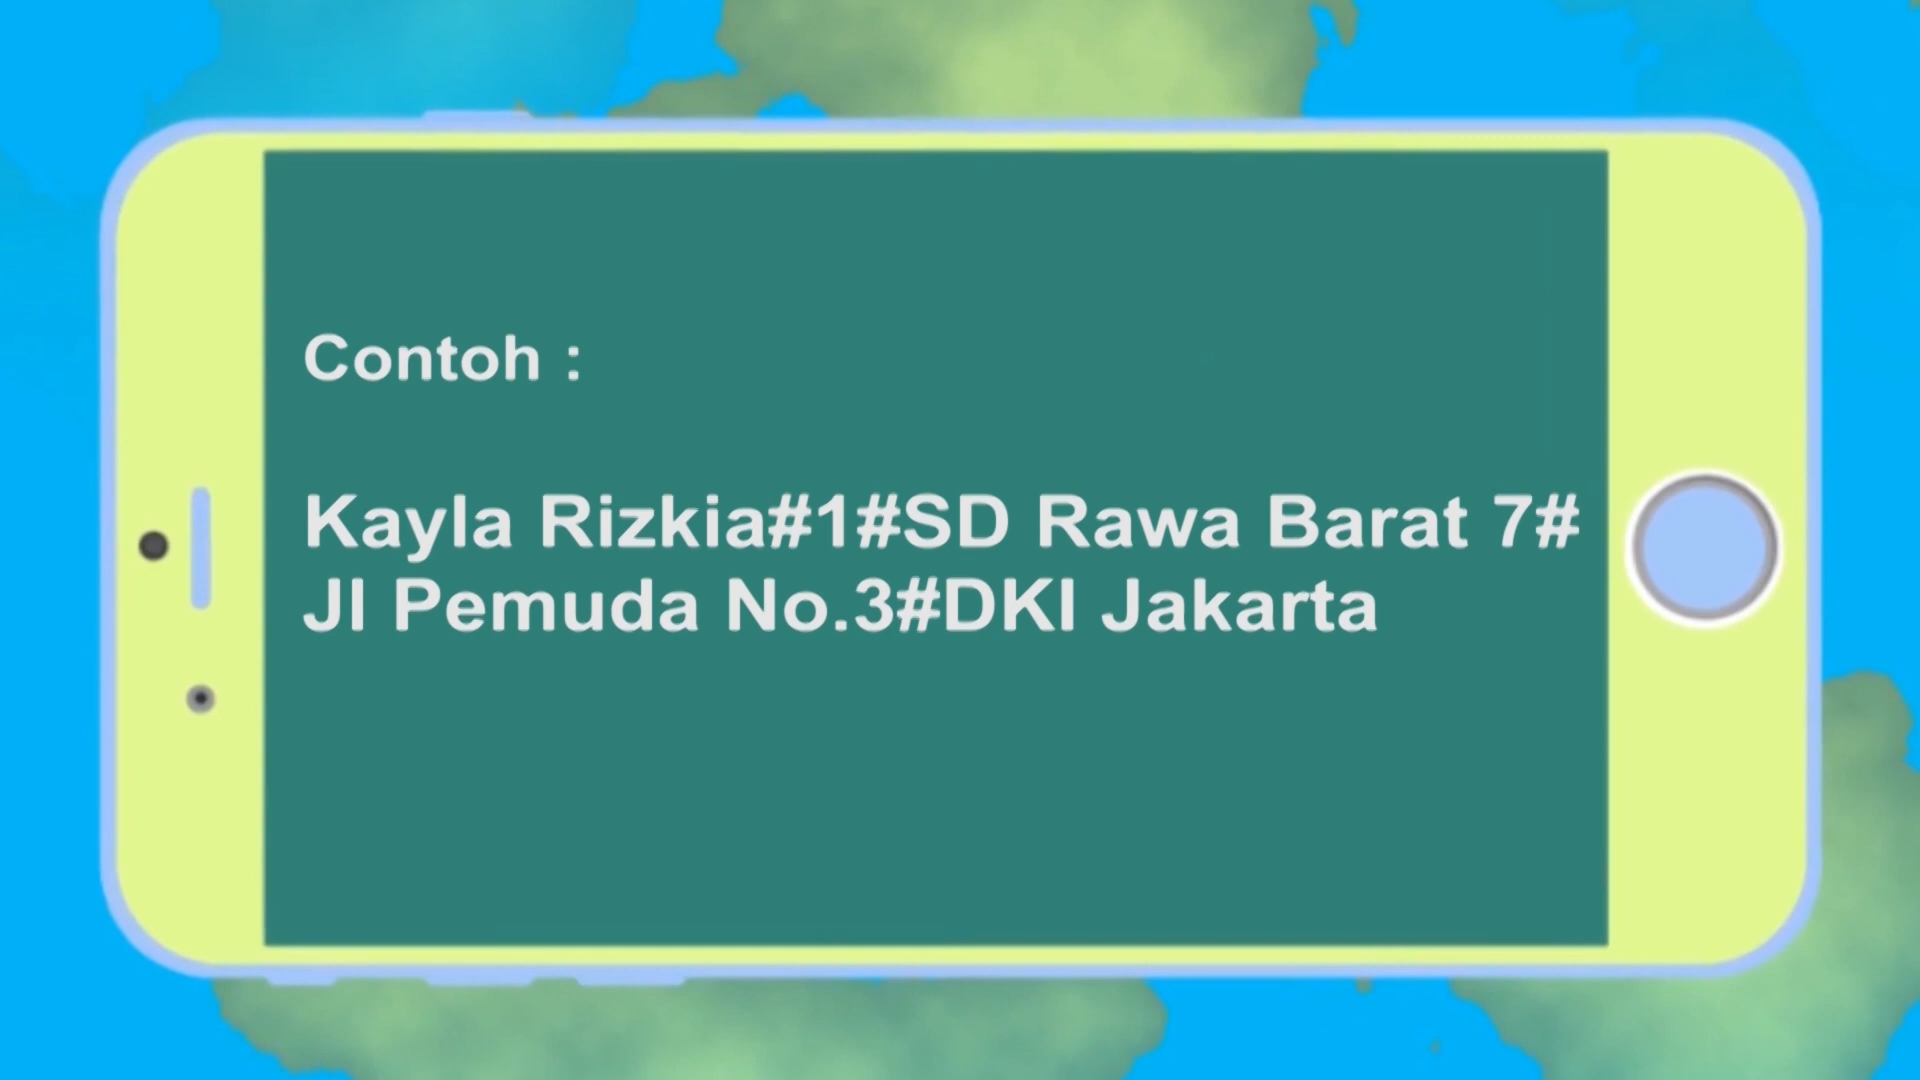 Contoh :
Kayla Rizkia#1#SD Rawa Barat 7#
Jl Pemuda No.3#DKI Jakarta